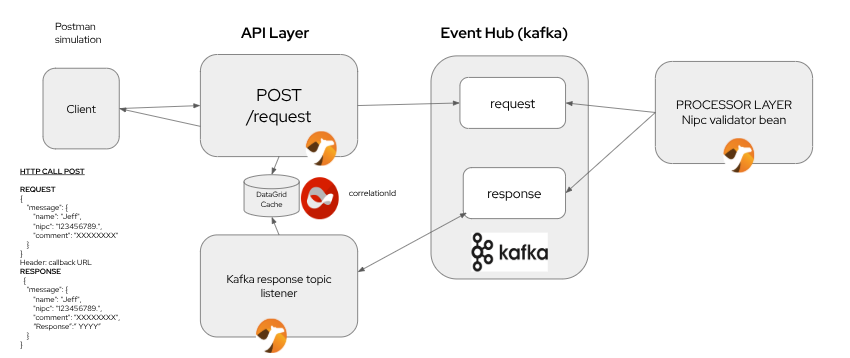 Postman
simulation
API Layer
Event Hub (kafka)
Client
POST
/request
request
PROCESSOR LAYER
Nipc validator bean
HTTP CALL POST
REQUEST
{
"message": {
"name": "Jeff",
"nipc": "123456789.",
"comment": "XXXXXXXX"
}
}
Header: callback URL
RESPONSE
{
"message": {
"name": "Jeff",
"nipc": "123456789.",
"comment": "XXXXXXXX",
"Response":" YYYY"
}
}
DataGrid
Cache
correlationId
response
kafka
Kafka response topic
listener